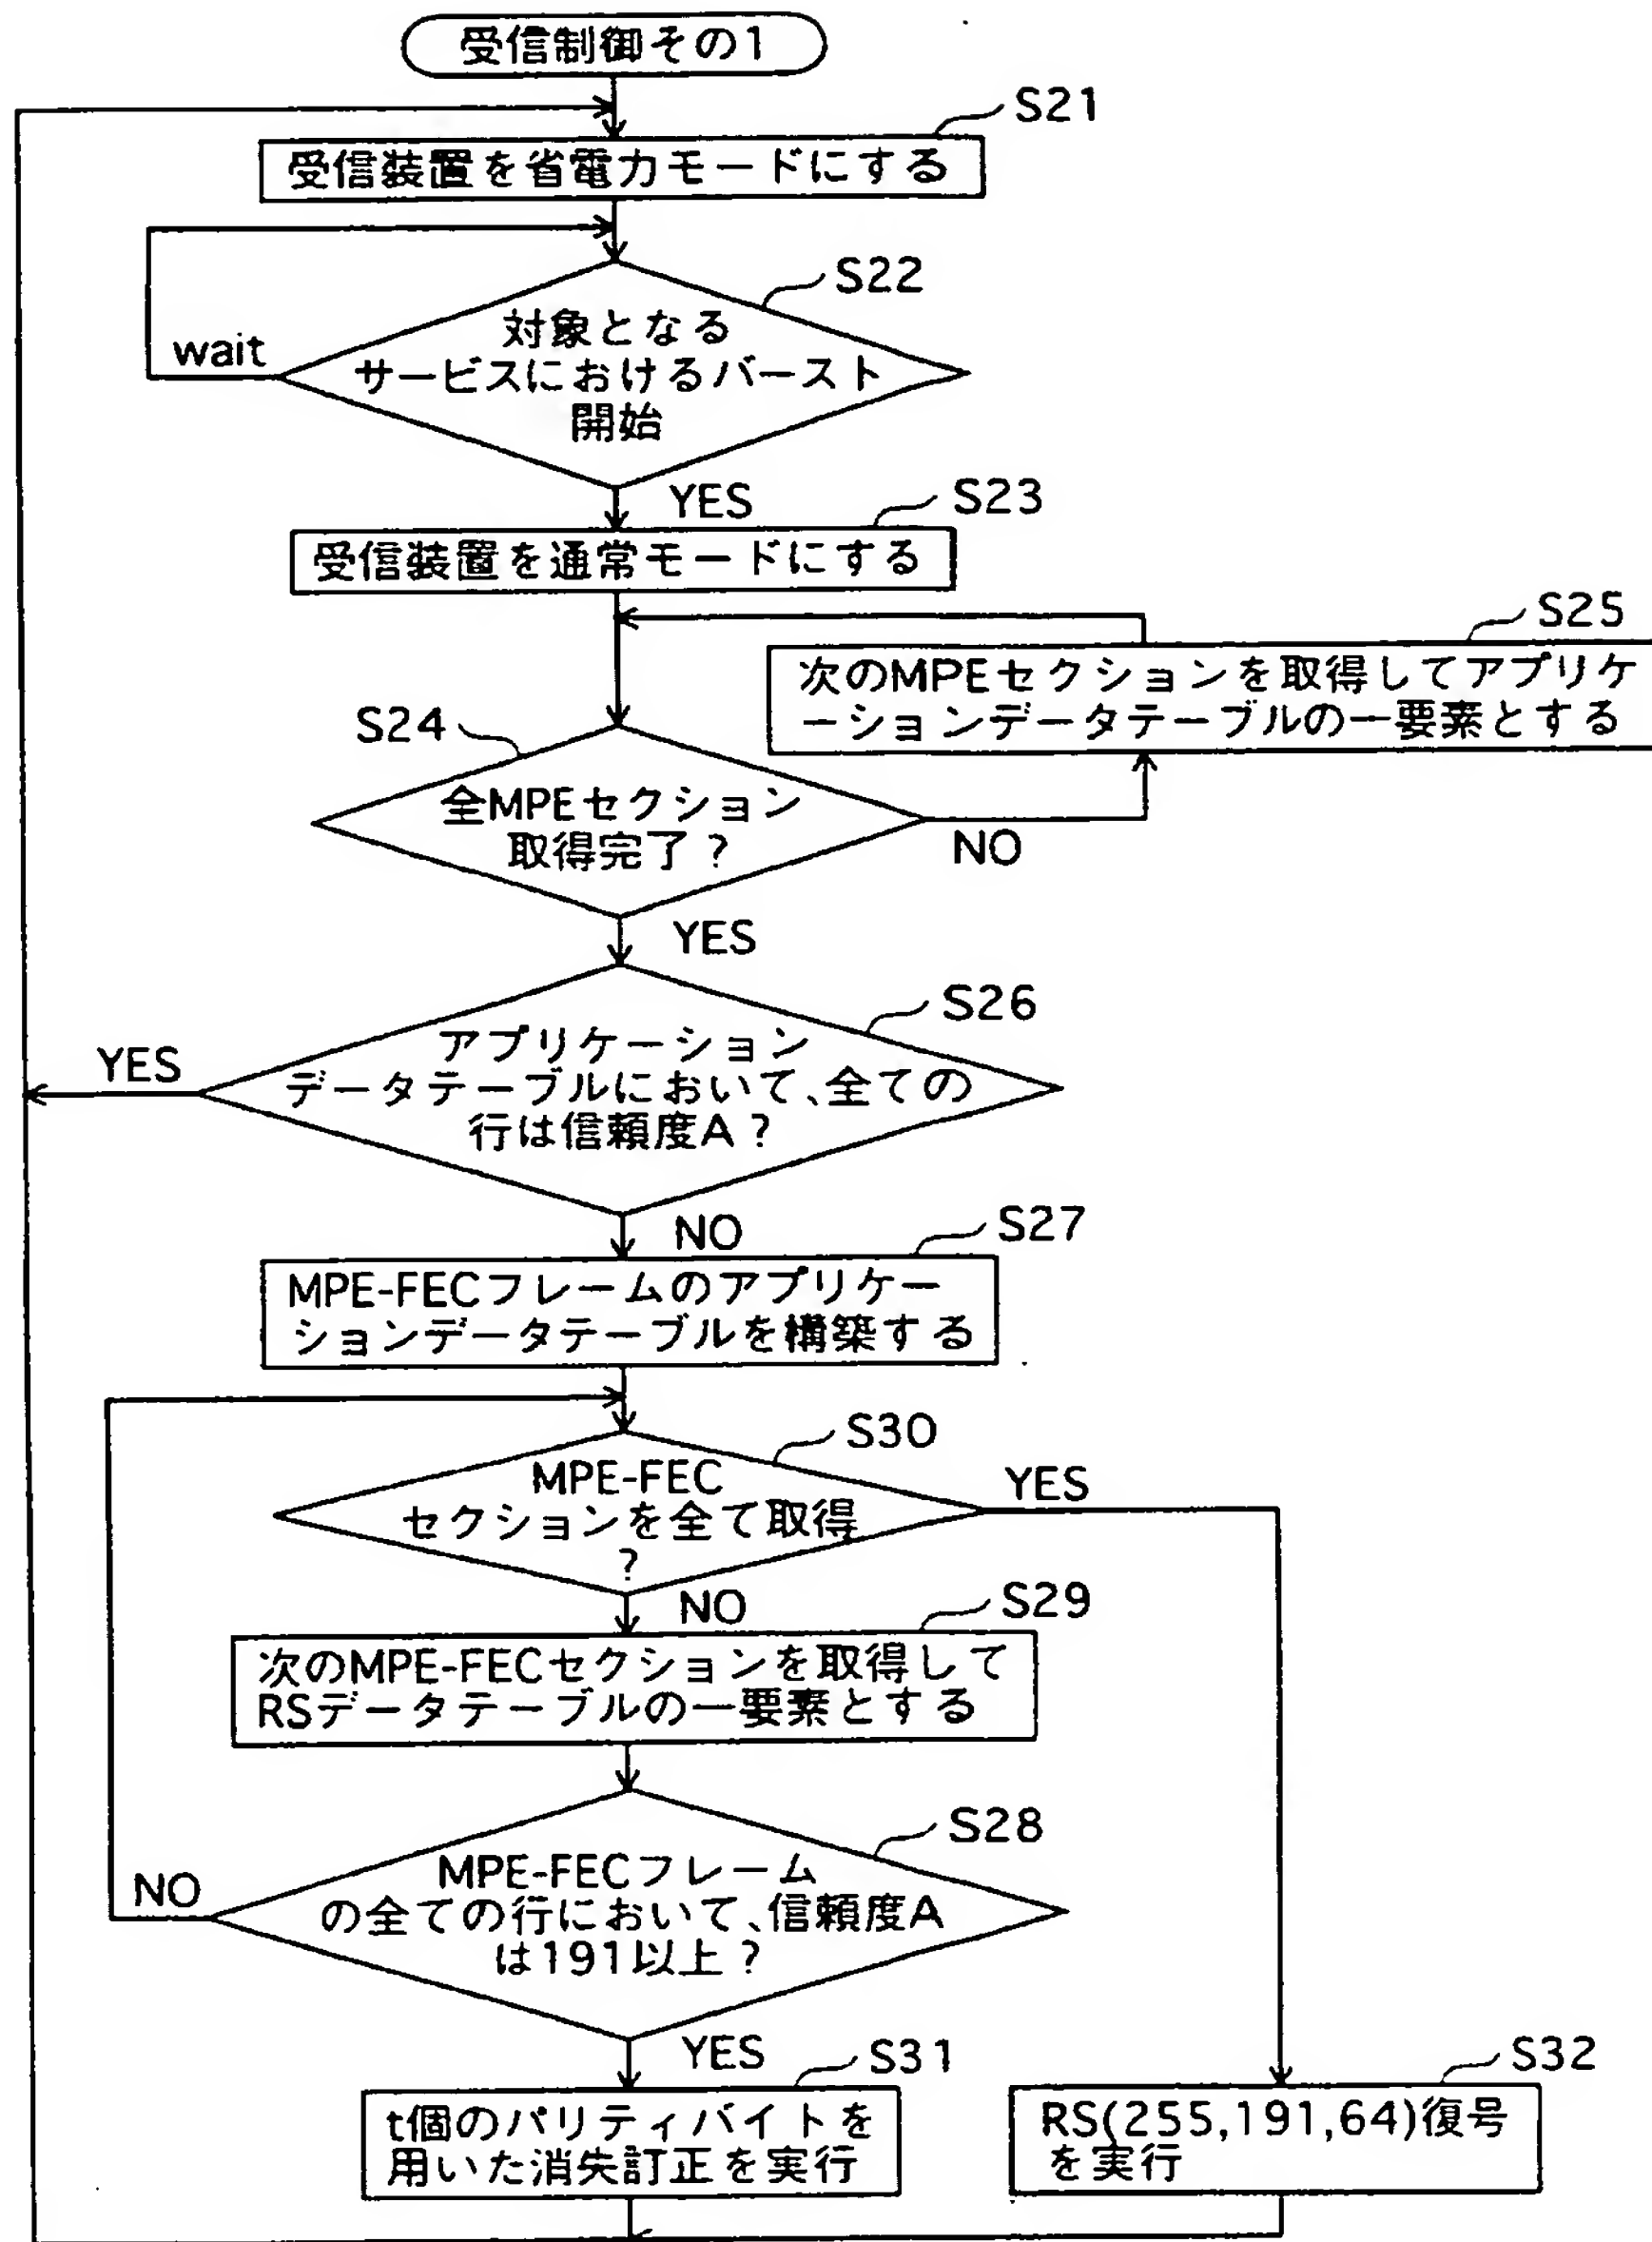 受信制御その1
S21
受信装置を省電力モードにする
S22
対象となる
サービスにおけるバースト
開始
wait
YES
S23
受信装置を通常モードにする
S25
次のMPEセクションを取得してアプリケ
ーションデータテーブルの一要素とする
S24
全MPEセクション
取得完了?
NO
YES
S26
アプリケーション
データテーブルにおいて、全ての
行は信頼度A?
YES
NO
S27
MPE-FECフレームのアプリケー
ションデータテーブルを構築する
S30
MPE-FEC
セクションを全て取得
?
YES
NO
S29
次のMPE-FECセクションを取得して
RSデータテーブルの一要素とする
S28
MPE-FECフレーム
の全ての行において、信頼度A
は191以上?
NO
YES
S31
t個のパリティバイトを
用いた消失訂正を実行
S32
RS(255,191,64)復号
を実行